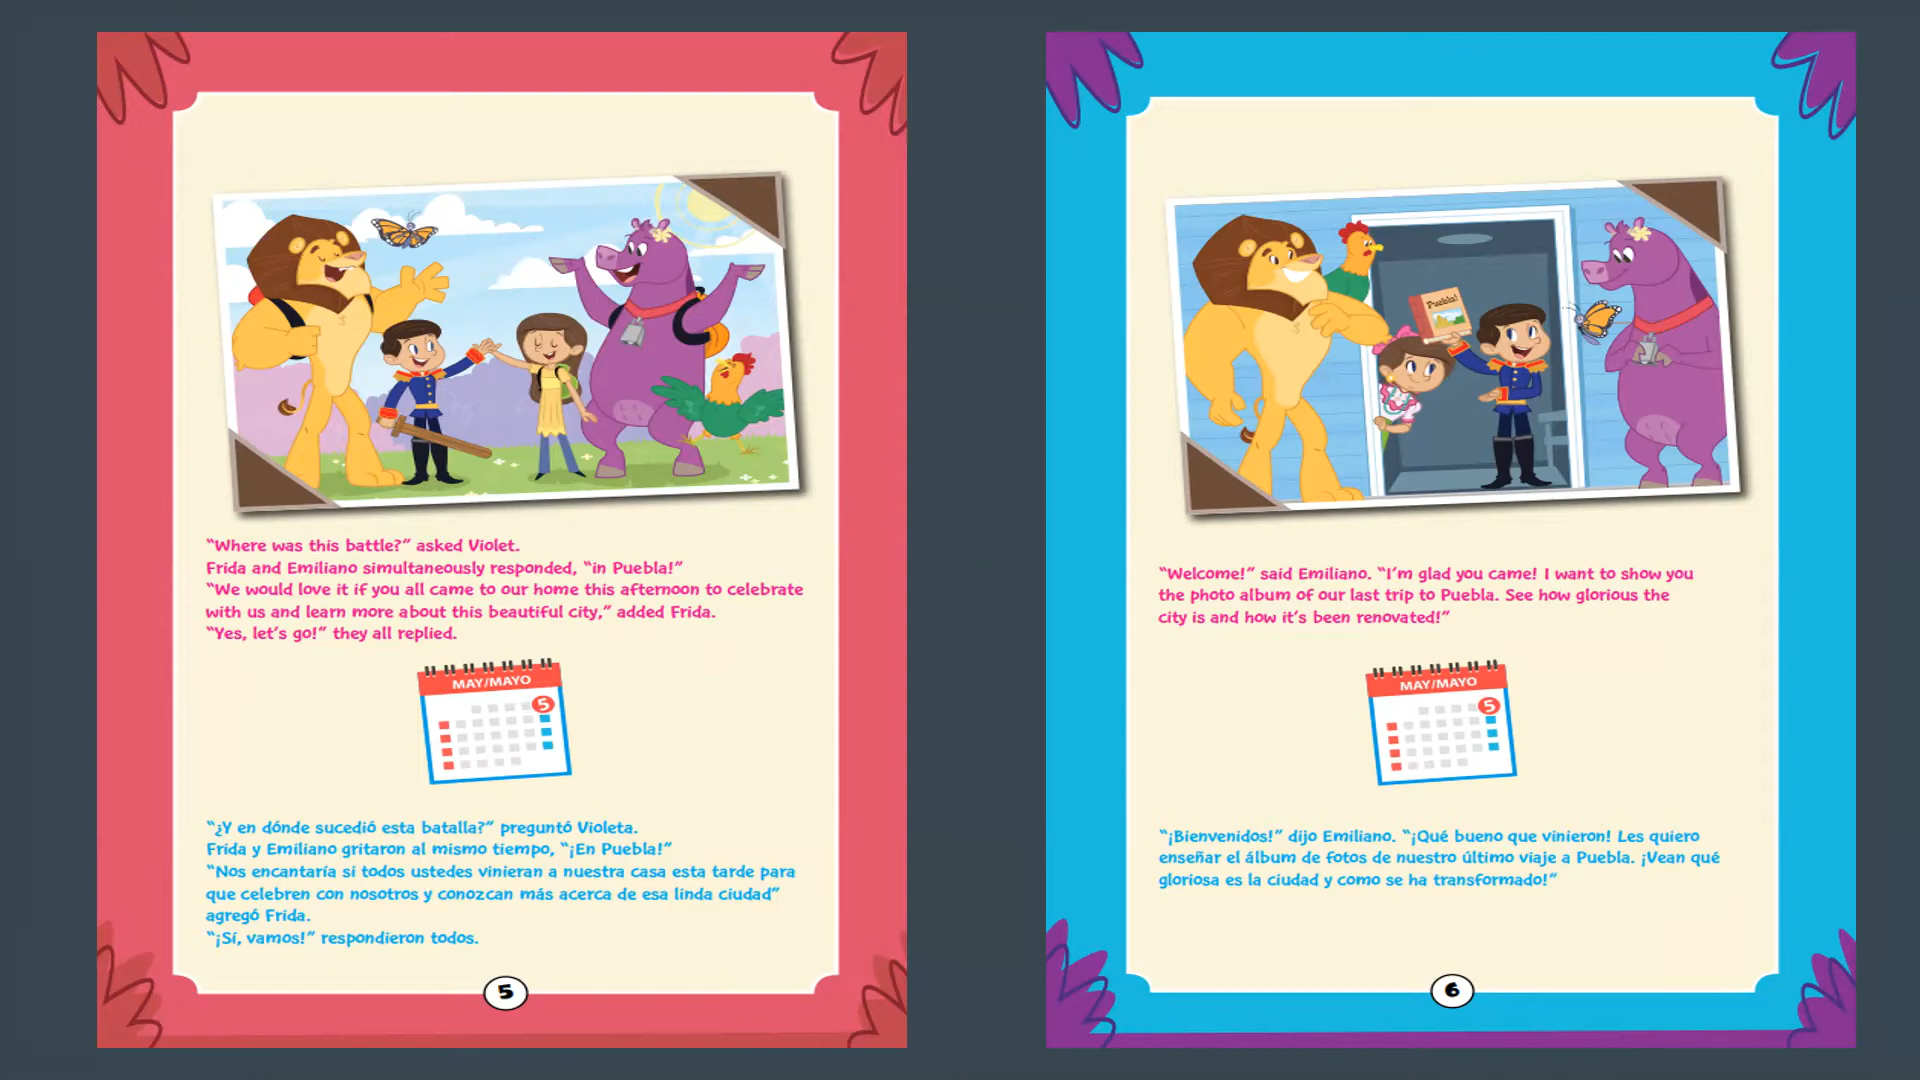 “Where was this battle?” asked Violet.
Frida and Emiliano simultaneously responded, “in Puebla!”
“We would love it if you all came to our home this afternoon to celebrate
with us and learn more about this beautiful city,” added Frida.
“Yes, let’s go!” they all replied.
MAY/MAYO
5
“¿Y en dónde sucedió esta batalla?” preguntó Violeta.
Frida y Emiliano gritaron al mismo tiempo, “¡En Puebla!”
“Nos encantaría si todos ustedes vinieran a nuestra casa esta tarde para
que celebren con nosotros y conozcan más acerca de esa linda ciudad”
agregó Frida.
“¡Sí, vamos!” respondieron todos.
5
Puebla!
“Welcome!” said Emiliano. “I’m glad you came! I want to show you
the photo album of our last trip to Puebla. See how glorious the
city is and how it’s been renovated!”
MAY/MAYO
5
“¡Bienvenidos!” dijo Emiliano. “¡Qué bueno que vinieron! Les quiero
enseñar el álbum de fotos de nuestro último viaje a Puebla. ¡Vean qué
gloriosa es la ciudad y como se ha transformado!”
6